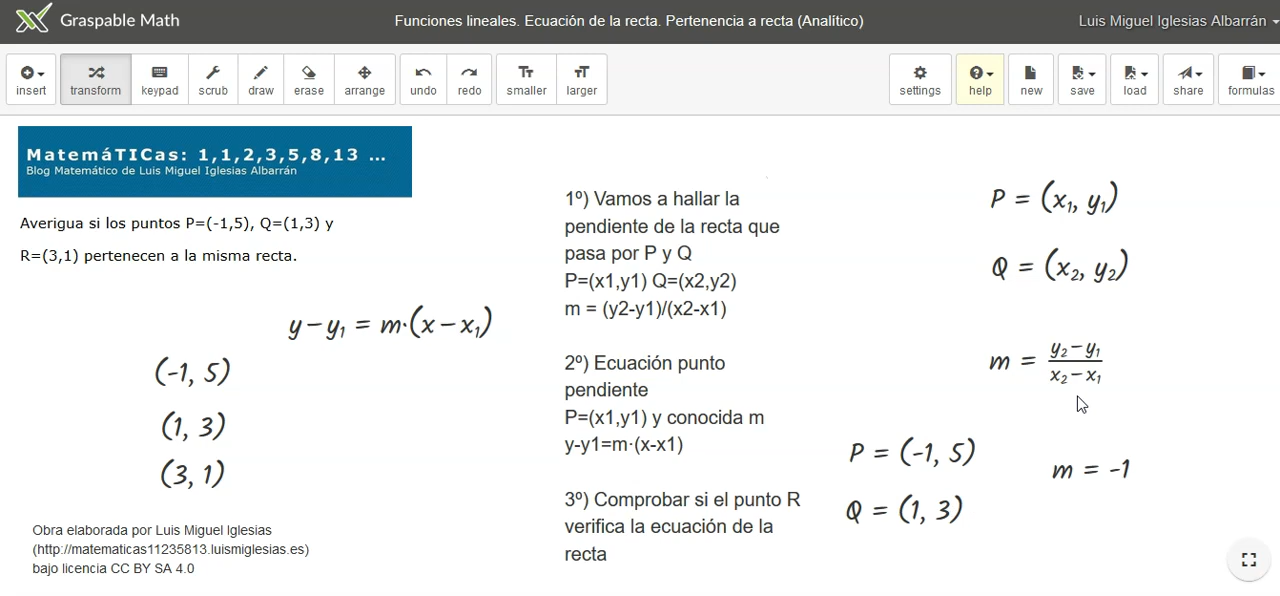 Graspable Math
Funciones lineales. Ecuación de la recta. Pertenencia a recta (Analítico)
Luis Miguel Iglesias Albarrán
insert transform keypad scrub draw erase arrange undo redo smaller larger settings help new save load share formulas
MatemáTICas: 1,1,2,3,5,8,13 ...
Blog Matemático de Luis Miguel Iglesias Albarrán
Averigua si los puntos P=(-1,5), Q=(1,3) y
R=(3,1) pertenecen a la misma recta.
y−y₁ = m·(x−x₁)
(-1, 5)
(1, 3)
(3, 1)
Obra elaborada por Luis Miguel Iglesias
(http://matematicas11235813.luismiglesias.es)
bajo licencia CC BY SA 4.0
1º) Vamos a hallar la
pendiente de la recta que
pasa por P y Q
P=(x1,y1) Q=(x2,y2)
m = (y2-y1)/(x2-x1)
2º) Ecuación punto
pendiente
P=(x1,y1) y conocida m
y-y1=m·(x-x1)
3º) Comprobar si el punto R
verifica la ecuación de la
recta
P = (x₁, y₁)
Q = (x₂, y₂)
m = y₂−y₁ / x₂−x₁
P = (-1, 5)
Q = (1, 3)
m = -1